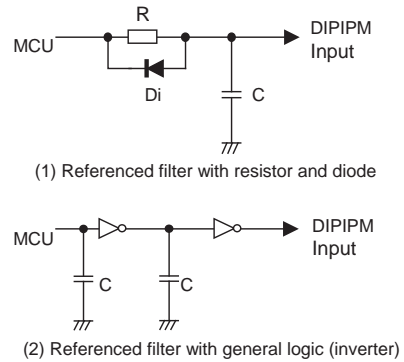 R
MCU
DIPIPM
Input
Di
C
(1) Referenced filter with resistor and diode
MCU
DIPIPM
Input
C
C
(2) Referenced filter with general logic (inverter)